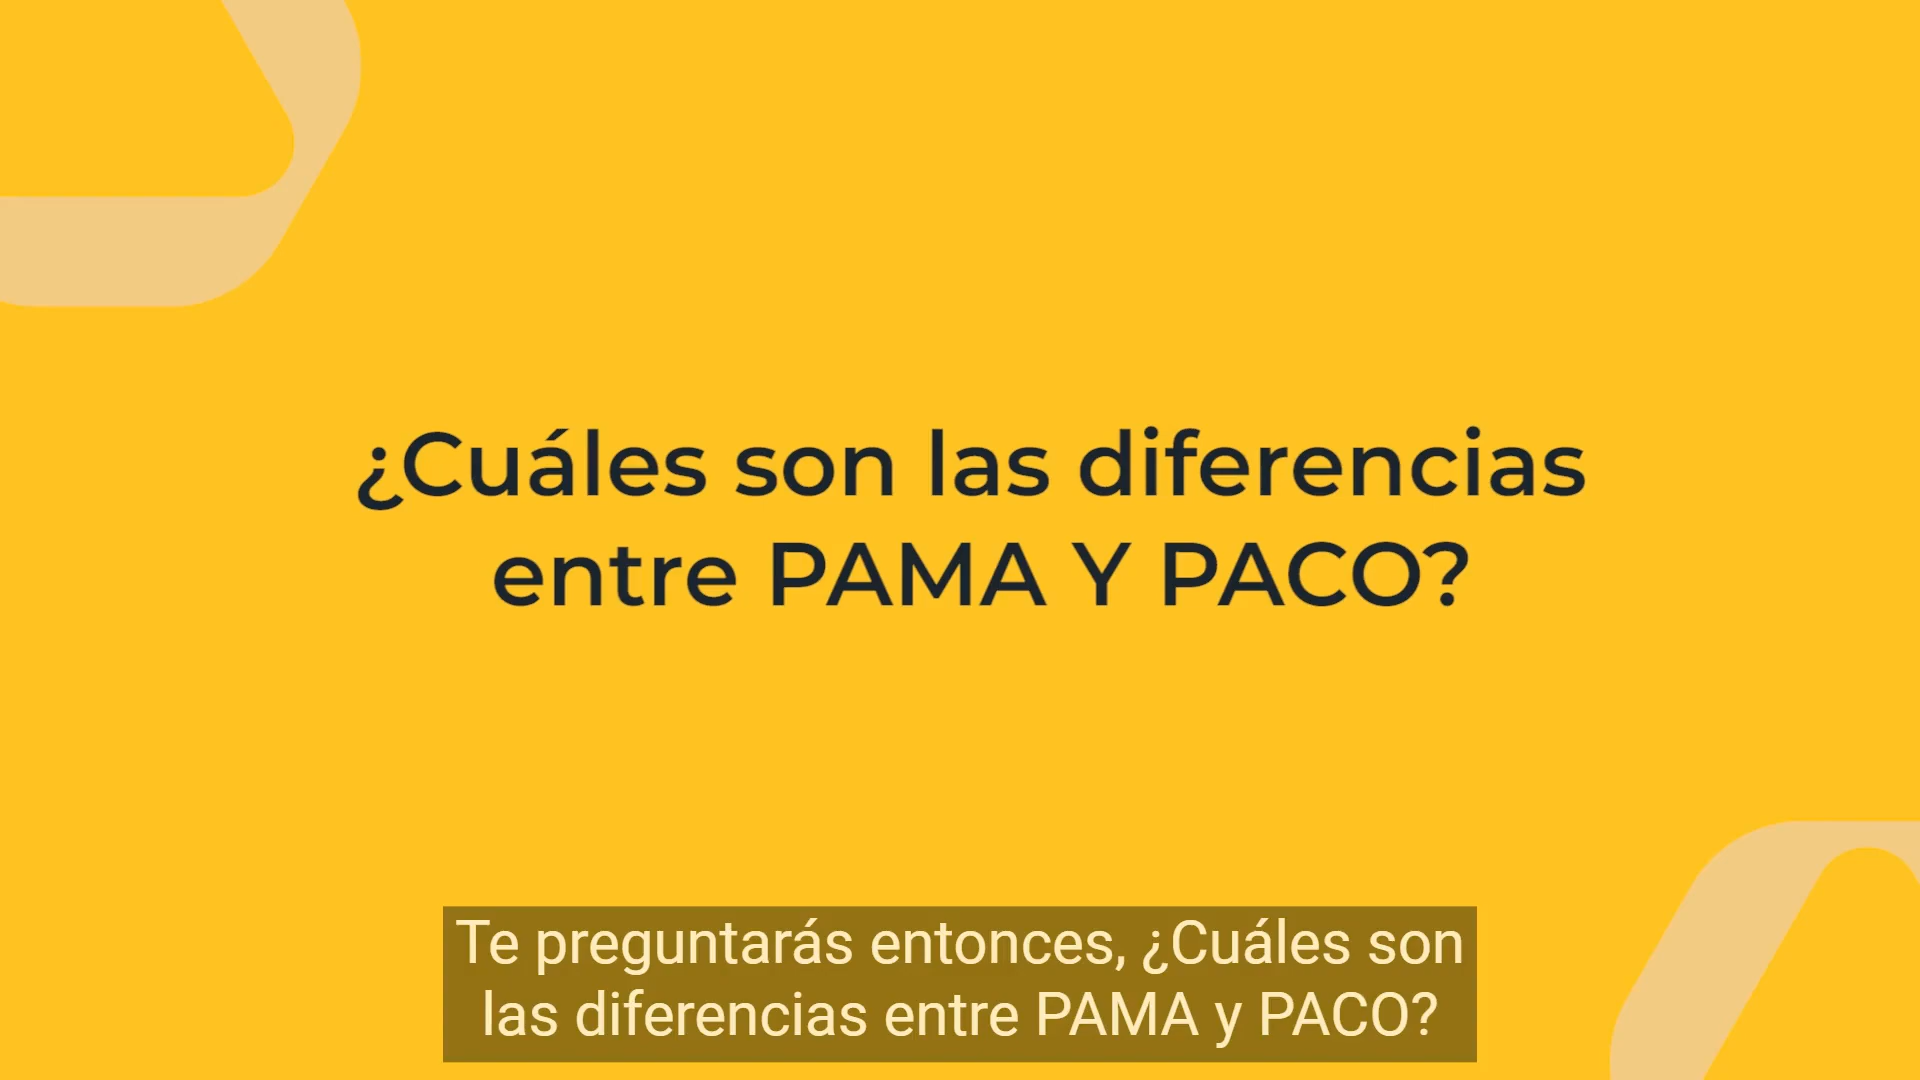 ¿Cuáles son las diferencias
entre PAMA Y PACO?
Te preguntarás entonces, ¿Cuáles son
las diferencias entre PAMA y PACO?